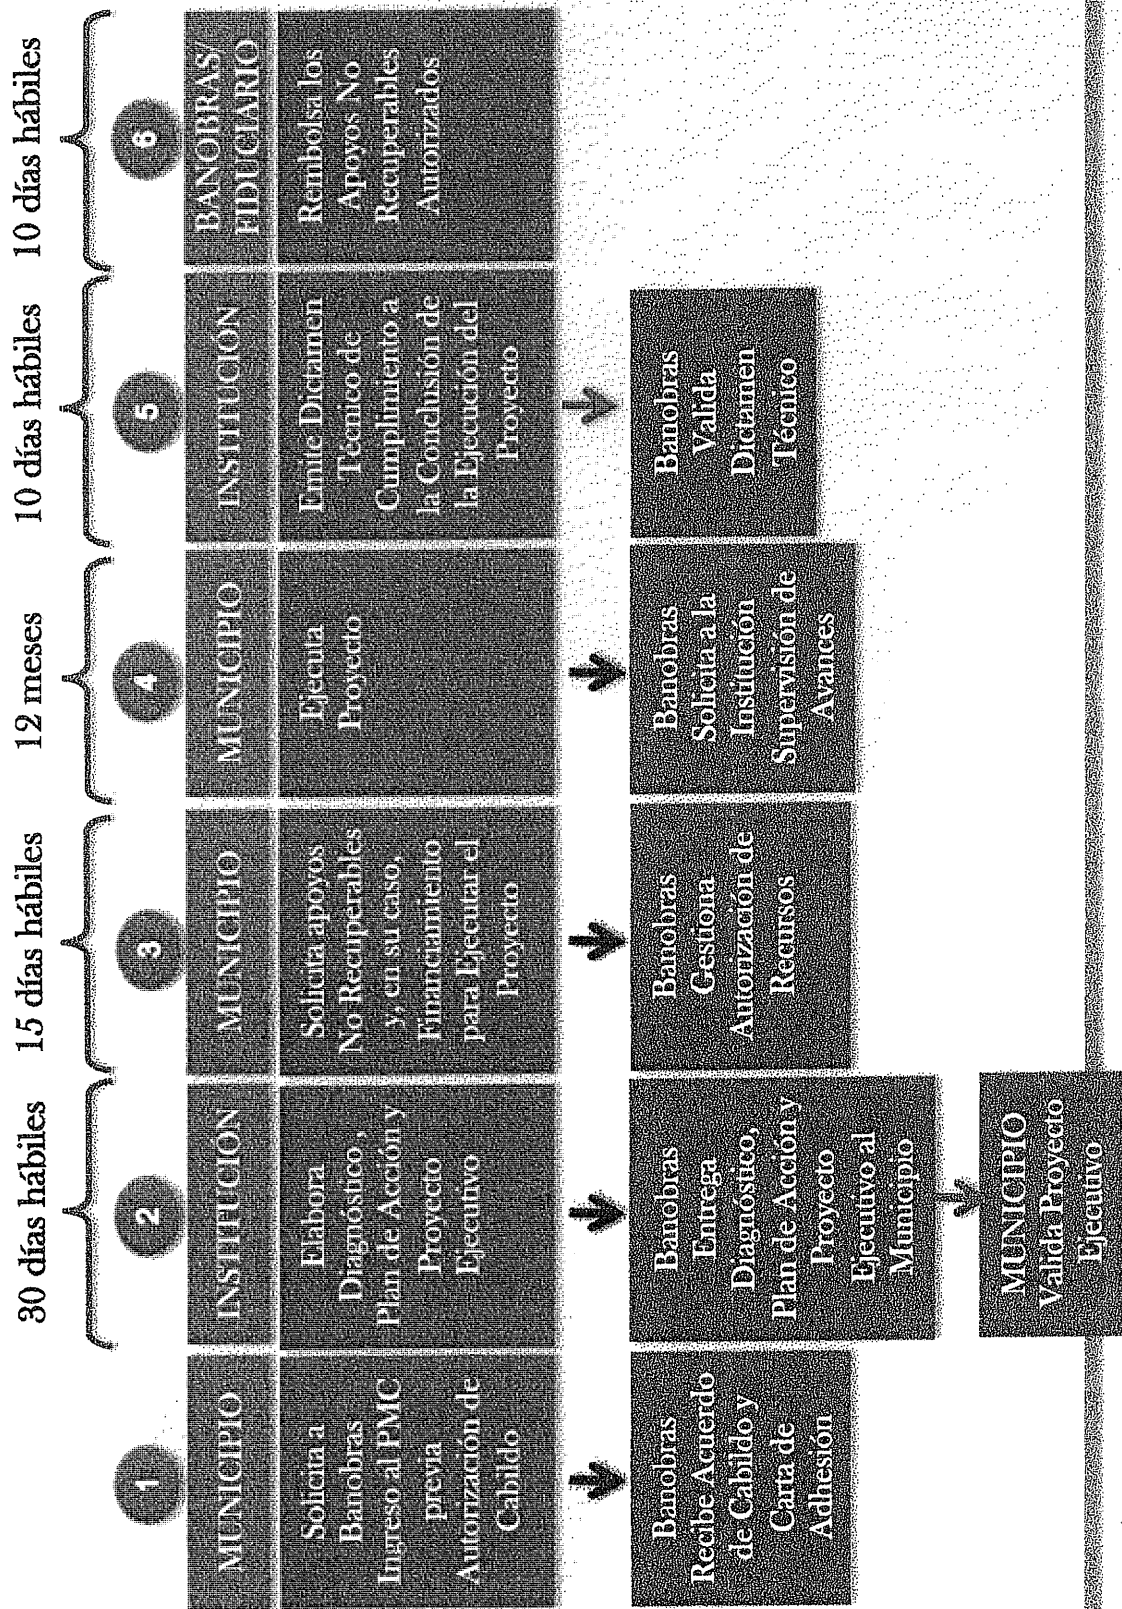 30 días hábiles
15 días hábiles
12 meses
10 días hábiles
10 días hábiles
1
MUNICIPIO
Solicita a
Banobras
Ingreso al PMC
previa
Autorización de
Cabildo
Banobras
Recibe Acuerdo
de Cabildo y
Carta de
Adhesión
2
INSTITUCIÓN
Elabora
Diagnóstico,
Plan de Acción y
Proyecto
Ejecutivo
Banobras
Entrega
Diagnóstico,
Plan de Acción y
Proyecto
Ejecutivo al
Municipio
MUNICIPIO
Valida Proyecto
Ejecutivo
3
MUNICIPIO
Solicita apoyos
No Recuperables
y, en su caso,
Financiamiento
para Ejecutar el
Proyecto
Banobras
Gestiona
Autorización de
Recursos
4
MUNICIPIO
Ejecuta
Proyecto
Banobras
Solicita a la
Institución
Supervisión de
Avances
5
INSTITUCIÓN
Emite Dictamen
Técnico de
Cumplimiento a
la Conclusión de
la Ejecución del
Proyecto
Banobras
Valida
Dictamen
Técnico
6
BANOBRAS/
FIDUCIARIO
Rembolsa los
Apoyos No
Recuperables
Autorizados